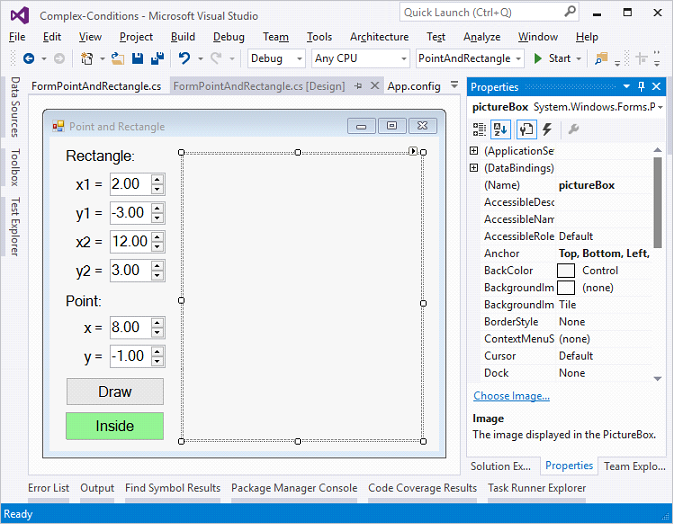 Complex-Conditions - Microsoft Visual Studio
Quick Launch (Ctrl+Q)
File Edit View Project Build Debug Team Tools Architecture Test Analyze Window Help
Debug Any CPU PointAndRectangle Start
FormPointAndRectangle.cs FormPointAndRectangle.cs [Design] App.config
Data Sources
Toolbox
Test Explorer
Point and Rectangle
Rectangle:
x1 = 2.00
y1 = -3.00
x2 = 12.00
y2 = 3.00
Point:
x = 8.00
y = -1.00
Draw
Inside
Properties
pictureBox System.Windows.Forms.P
(ApplicationSe
(DataBindings)
(Name) pictureBox
AccessibleDesc
AccessibleNam
AccessibleRole Default
Anchor Top, Bottom, Left,
BackColor Control
BackgroundIm (none)
BackgroundIm Tile
BorderStyle None
ContextMenuS (none)
Cursor Default
Dock None
Choose Image...
Image
The image displayed in the PictureBox.
Solution Ex... Properties Team Explo...
Error List Output Find Symbol Results Package Manager Console Code Coverage Results Task Runner Explorer
Ready